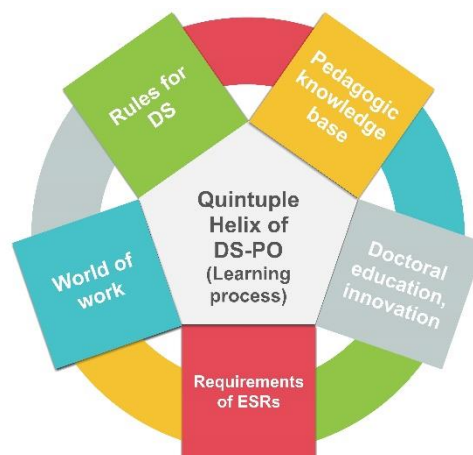 Rules for
DS
Pedagogic
knowledge
base
Quintuple
Helix of
DS-PO
(Learning
process)
World of
work
Doctoral
education,
innovation
Requirements
of ESRs